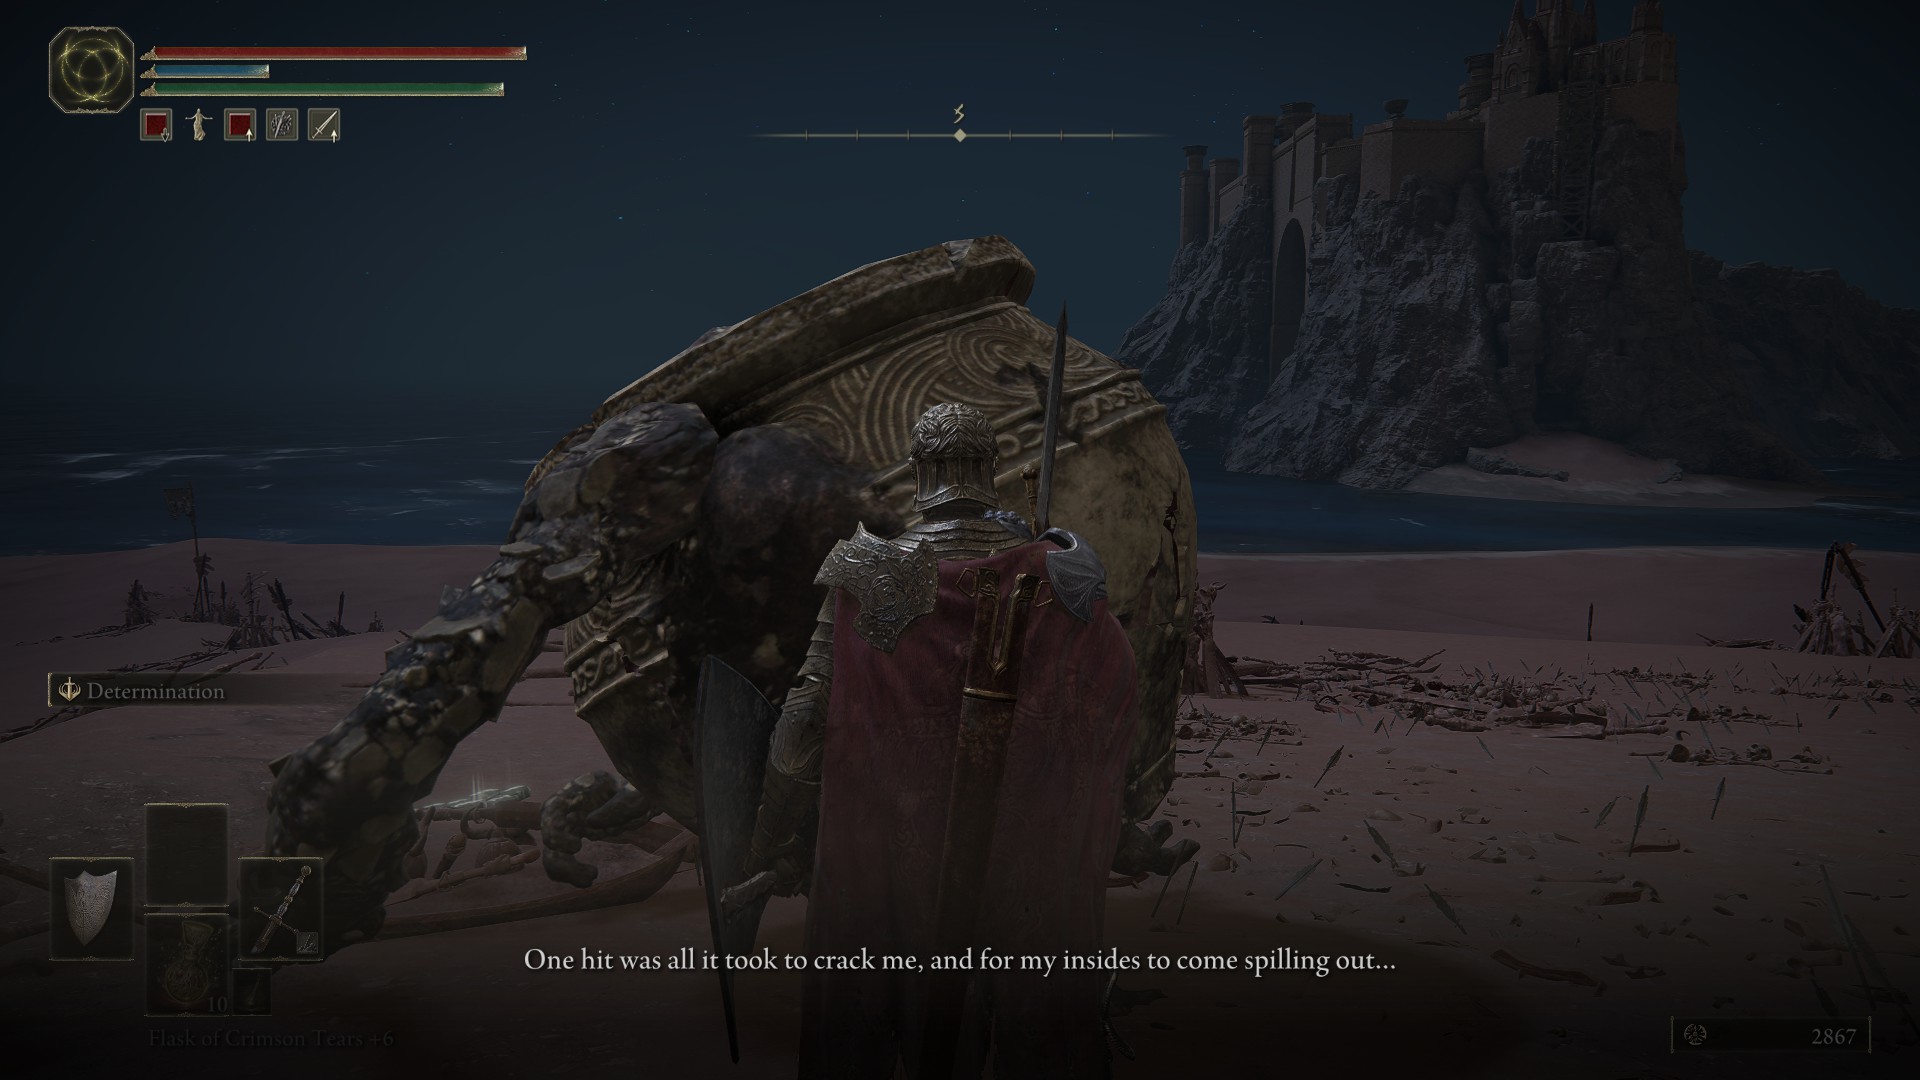 Determination
10
Flask of Crimson Tears +6
One hit was all it took to crack me, and for my insides to come spilling out...
2867